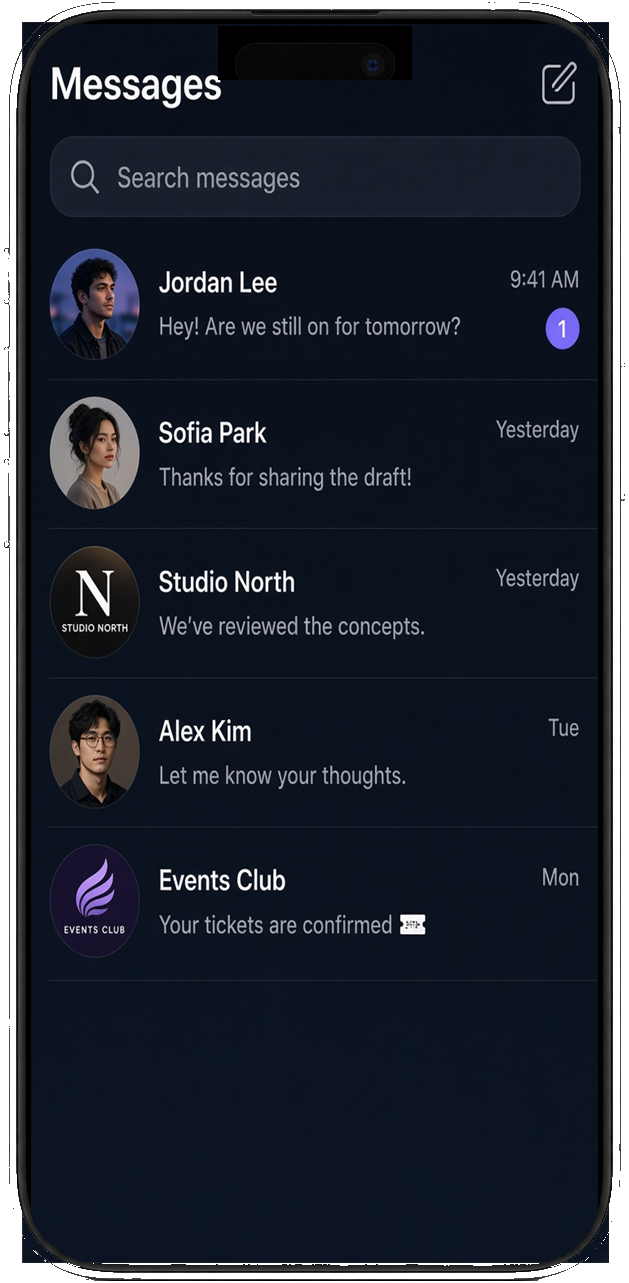 Messages
Search messages
Jordan Lee
9:41 AM
Hey! Are we still on for tomorrow?
1
Sofia Park
Yesterday
Thanks for sharing the draft!
N
STUDIO NORTH
Studio North
Yesterday
We’ve reviewed the concepts.
Alex Kim
Tue
Let me know your thoughts.
EVENTS CLUB
Events Club
Mon
Your tickets are confirmed